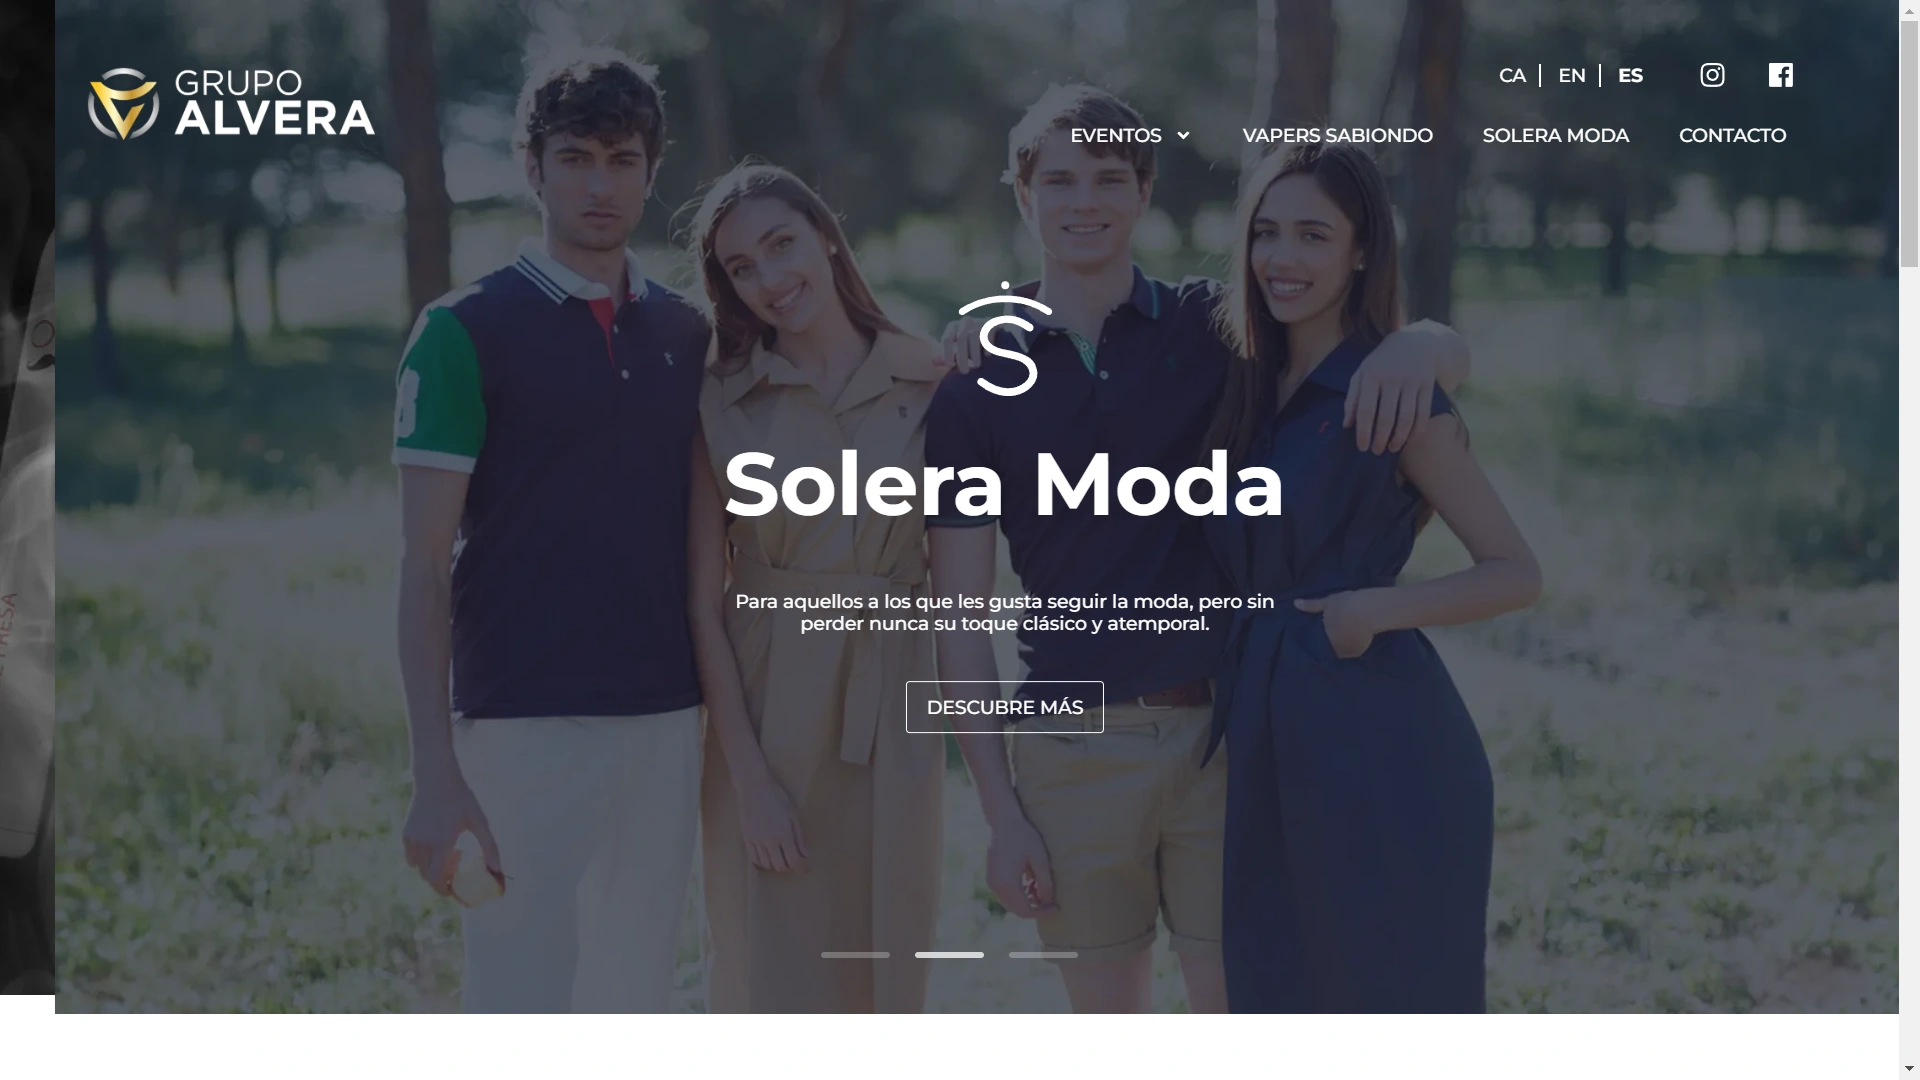 GRUPO
ALVERA
CA
EN
ES
EVENTOS
VAPERS SABIONDO
SOLERA MODA
CONTACTO
Solera Moda
Para aquellos a los que les gusta seguir la moda, pero sin
perder nunca su toque clásico y atemporal.
DESCUBRE MÁS